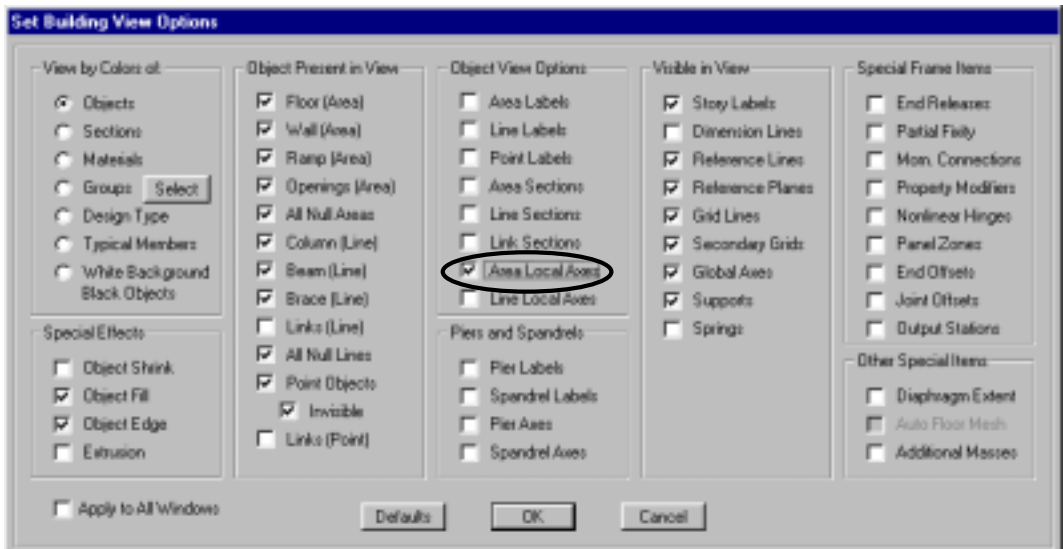 Set Building View Options
View by Colors of:
Objects
Sections
Materials
Groups
Select
Design Type
Typical Members
White Background
Black Objects
Special Effects
Object Shrink
Object Fill
Object Edge
Extrusion
Apply to All Windows
Object Present in View
Floor (Area)
Wall (Area)
Ramp (Area)
Openings (Area)
All Null Areas
Column (Line)
Beam (Line)
Brace (Line)
Links (Line)
All Null Lines
Point Objects
Invisible
Links (Point)
Object View Options
Area Labels
Line Labels
Point Labels
Area Sections
Line Sections
Link Sections
Area Local Axes
Line Local Axes
Piers and Spandrels
Pier Labels
Spandrel Labels
Pier Axes
Spandrel Axes
Visible in View
Story Labels
Dimension Lines
Reference Lines
Reference Planes
Grid Lines
Secondary Grids
Global Axes
Supports
Springs
Special Frame Items
End Releases
Partial Fixity
Mom. Connections
Property Modifiers
Nonlinear Hinges
Panel Zones
End Offsets
Joint Offsets
Output Stations
Other Special Items
Diaphragm Extent
Auto Floor Mesh
Additional Masses
Defaults
OK
Cancel